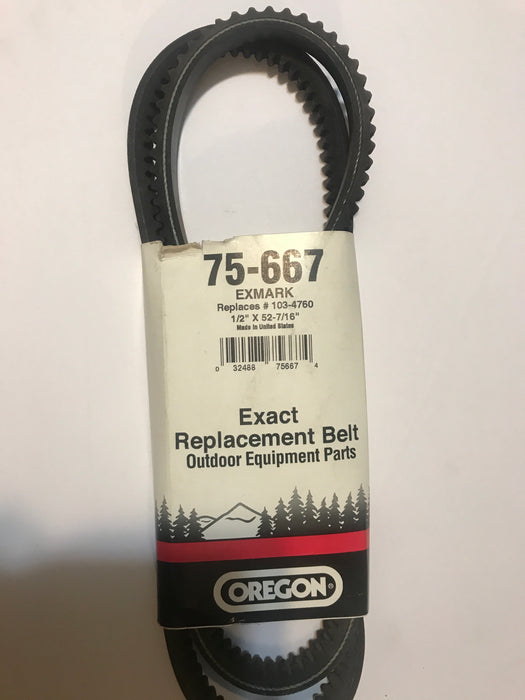 75-667
EXMARK
Replaces # 103-4760
1/2" X 52-7/16"
Made In United States
0 32488 75667 4
Exact
Replacement Belt
Outdoor Equipment Parts
OREGON®